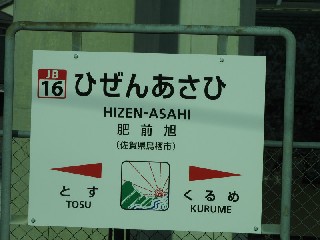 JB
16
ひぜんあさひ
HIZEN-ASAHI
肥前旭
(佐賀県鳥栖市)
とす
TOSU
くるめ
KURUME